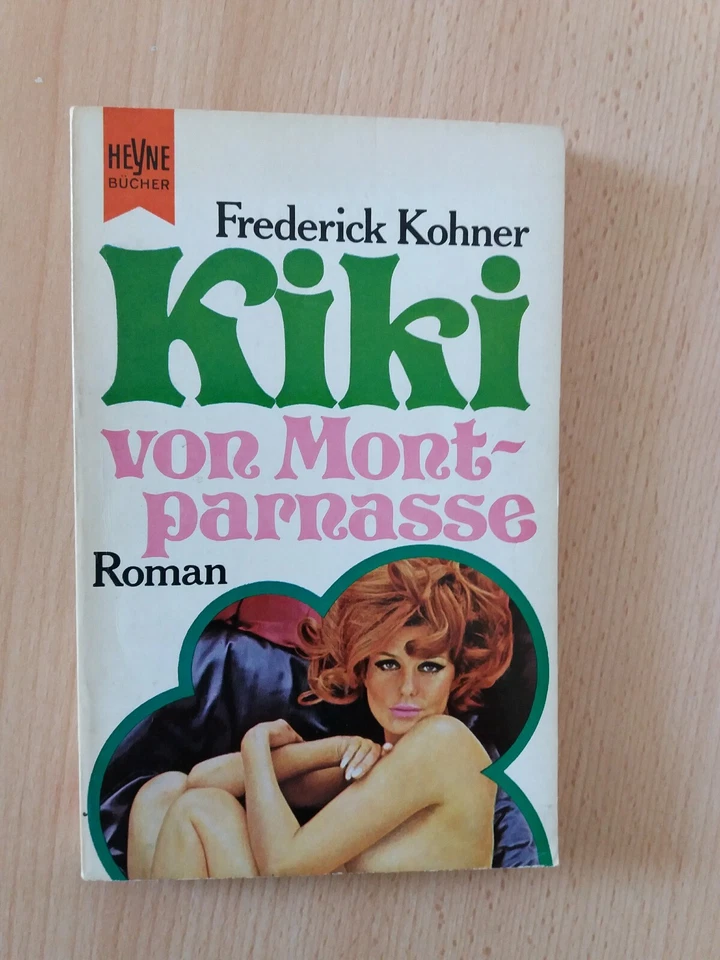 HEYNE
BÜCHER
Frederick Kohner
Kiki
von Mont-
parnasse
Roman